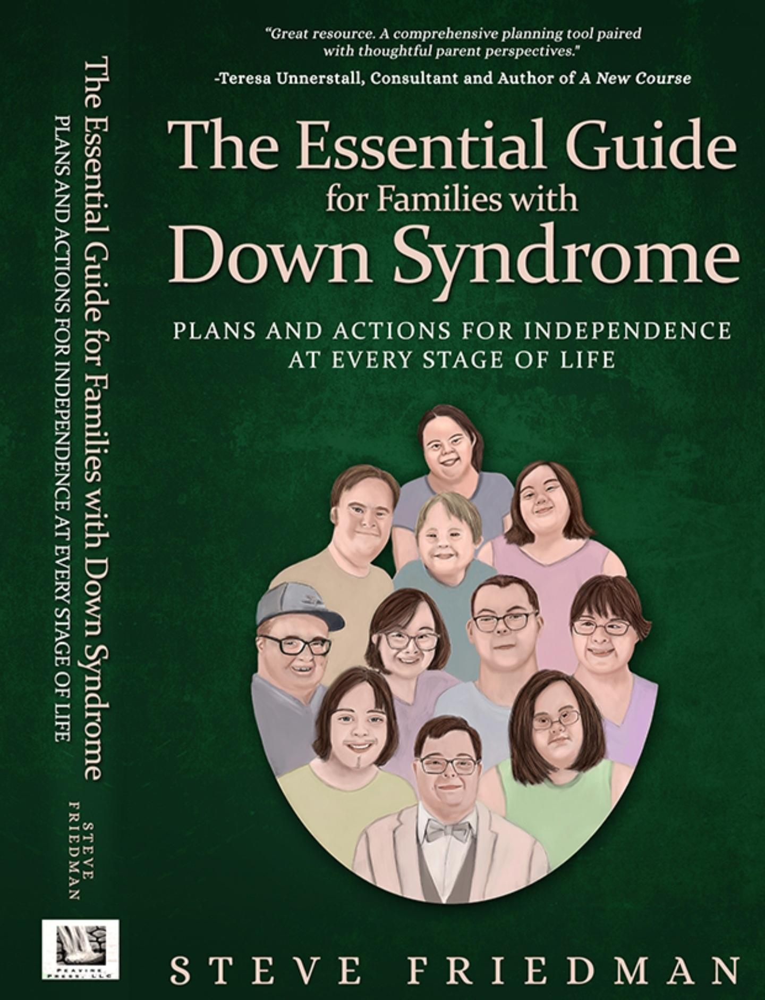 “Great resource. A comprehensive planning tool paired
with thoughtful parent perspectives."
-Teresa Unnerstall, Consultant and Author of A New Course
The Essential Guide
for Families with
Down Syndrome
PLANS AND ACTIONS FOR INDEPENDENCE
AT EVERY STAGE OF LIFE
STEVE FRIEDMAN
The Essential Guide for Families with Down Syndrome
PLANS AND ACTIONS FOR INDEPENDENCE AT EVERY STAGE OF LIFE
STEVE
FRIEDMAN
PEAVINE
PRESS, LLC